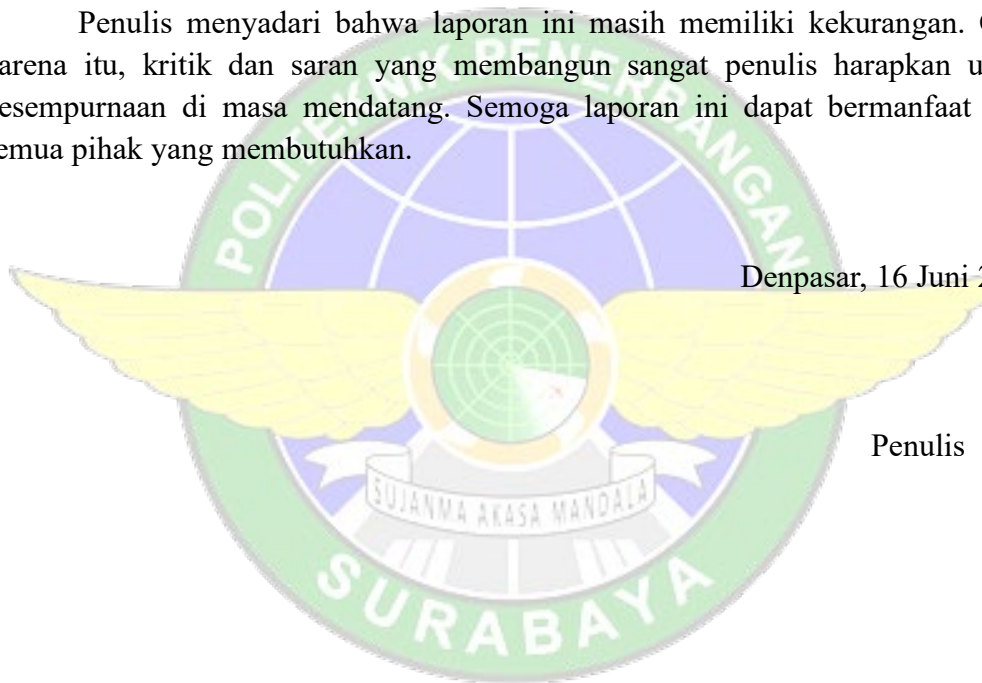 Penulis menyadari bahwa laporan ini masih memiliki kekurangan.
arena itu, kritik dan saran yang membangun sangat penulis harapkan u
esempurnaan di masa mendatang. Semoga laporan ini dapat bermanfaat
emua pihak yang membutuhkan.
POLITEKNIK PENERBANGAN
Denpasar, 16 Juni 2
Penulis
SUJANMA AKASA MANDALA
SURABAYA